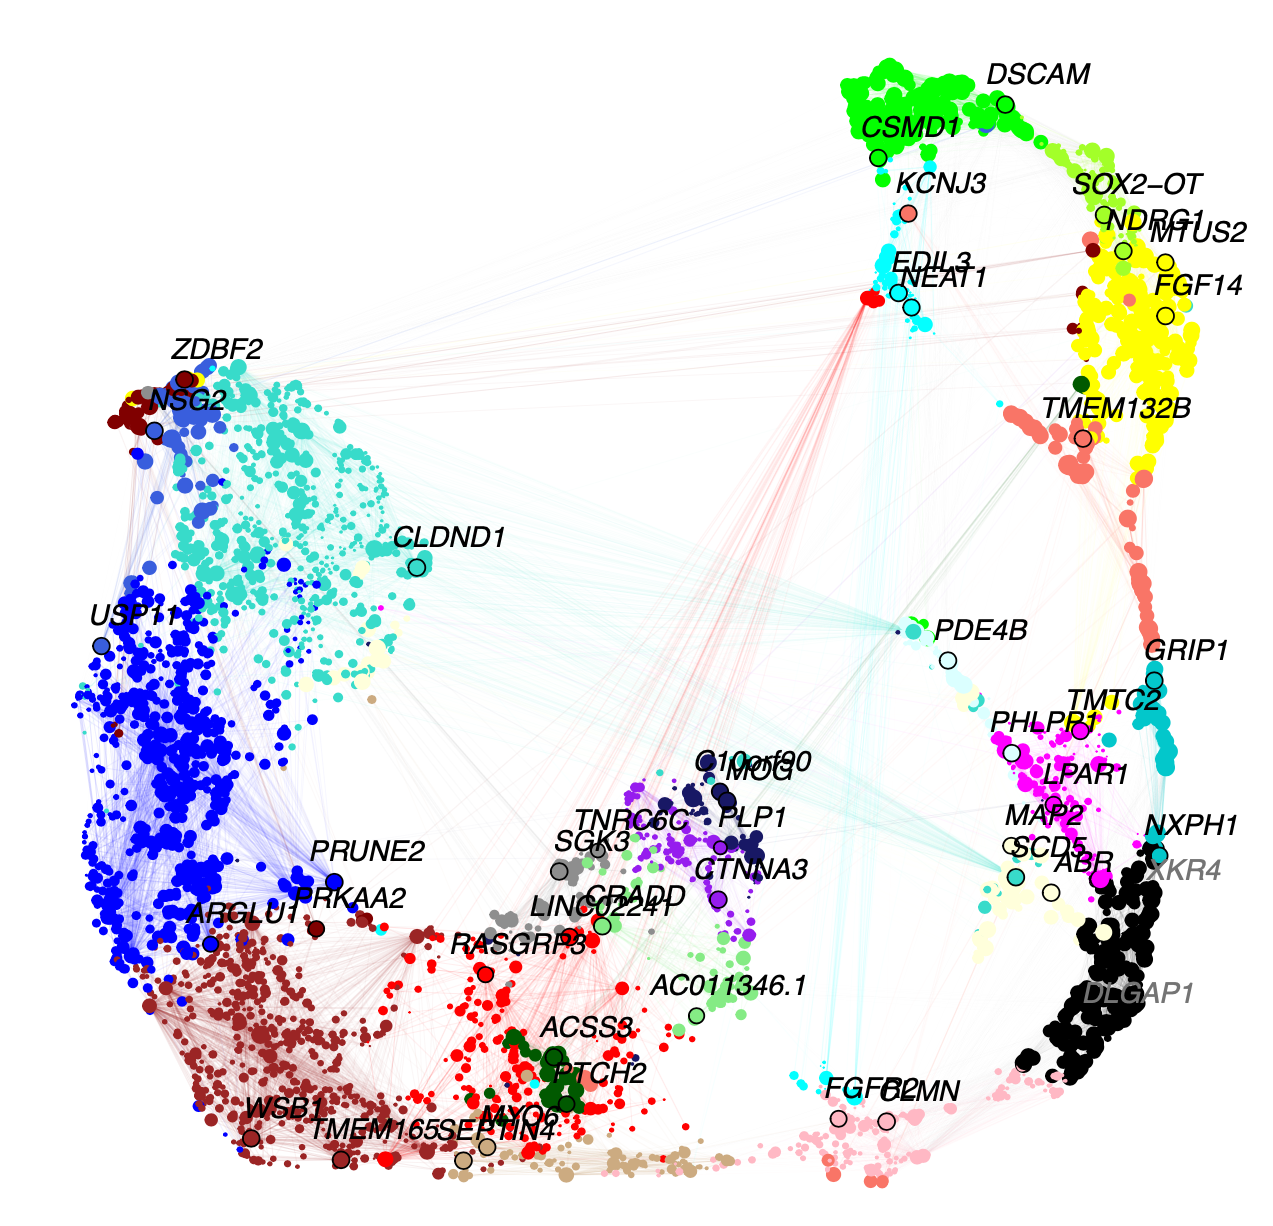 DSCAM
CSMD1
KCNJ3
SOX2−OT
NDRG1
MTUS2
EDIL3
NEAT1
FGF14
ZDBF2
NSG2
TMEM132B
CLDND1
USP11
PDE4B
GRIP1
TMTC2
PHLPP1
C10orf90
MOG
LPAR1
TNRC6C
PLP1
MAP2
NXPH1
SGK3
SCD5
ABR
XKR4
PRUNE2
CTNNA3
PRKAA2
CRADD
LINC02241
ARGLU1
RASGRP3
AC011346.1
DLGAP1
ACSS3
PTCH2
FGFR2
CLMN
WSB1
MYO6
TMEM165
SEPTIN4